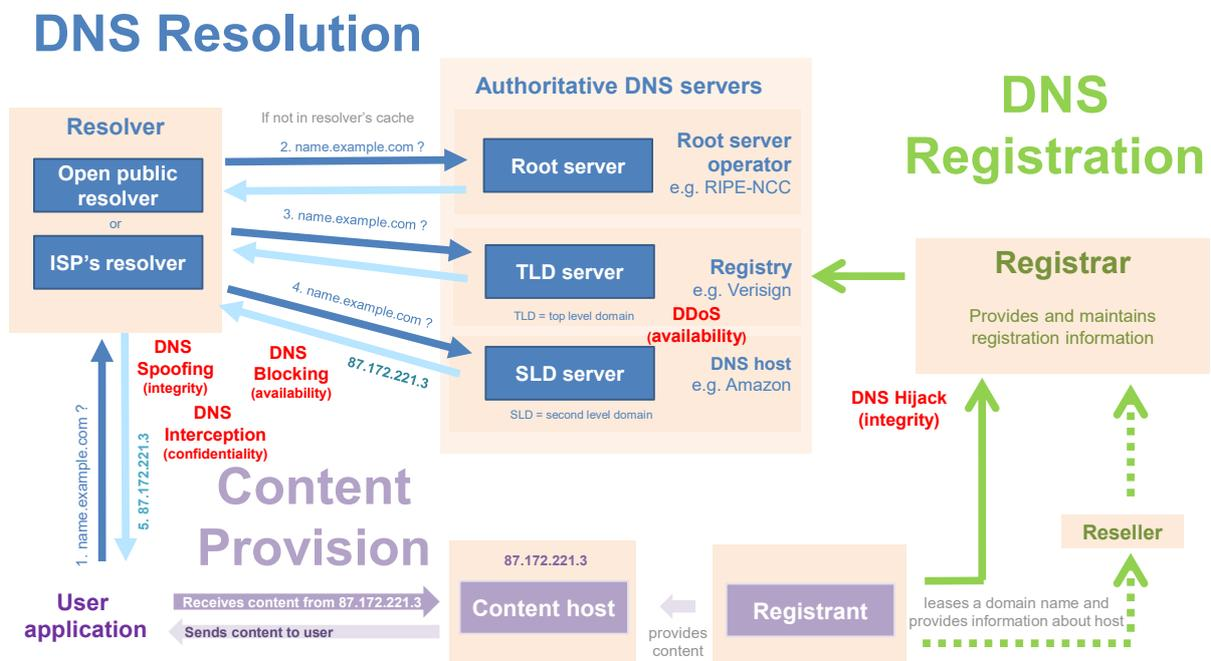 DNS Resolution
DNS
Registration
Authoritative DNS servers
Resolver
Open public
resolver
or
ISP's resolver
If not in resolver's cache
2. name.example.com ?
3. name.example.com ?
4. name.example.com ?
87.172.221.3
Root server
Root server
operator
e.g. RIPE-NCC
TLD server
Registry
e.g. Verisign
TLD = top level domain
DDoS
(availability)
SLD server
DNS host
e.g. Amazon
SLD = second level domain
Registrar
Provides and maintains
registration information
DNS Hijack
(integrity)
DNS
Spoofing
(integrity)
DNS
Blocking
(availability)
DNS
Interception
(confidentiality)
1. name.example.com ?
5. 87.172.221.3
Content
Provision
User
application
Receives content from 87.172.221.3
Sends content to user
87.172.221.3
Content host
provides
content
Registrant
leases a domain name and
provides information about host
Reseller